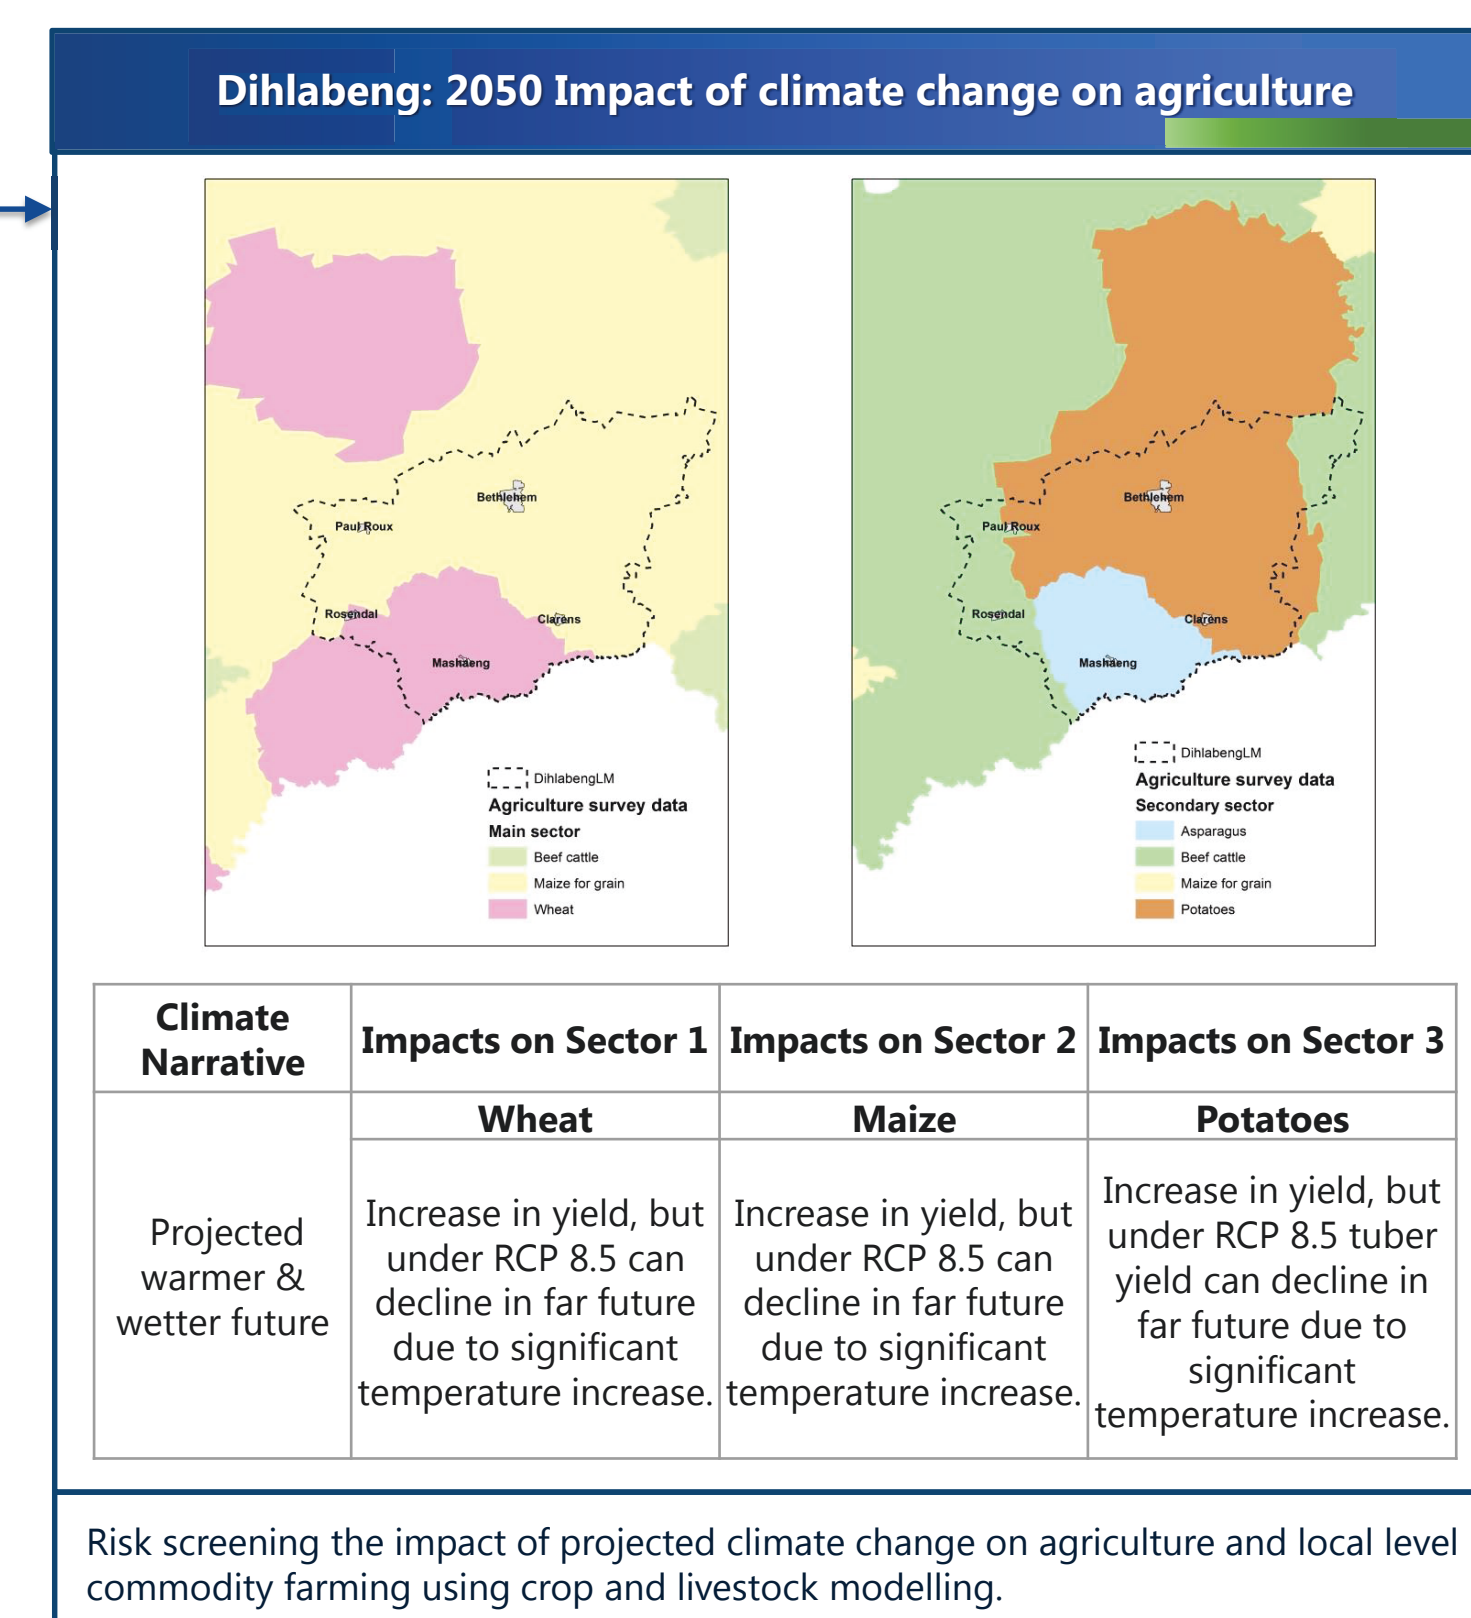 Dihlabeng: 2050 Impact of climate change on agriculture
Bethlehem
Paul Roux
Rosendal
Clarens
Mashaeng
DihlabengLM
Agriculture survey data
Main sector
Beef cattle
Maize for grain
Wheat
Bethlehem
Paul Roux
Rosendal
Clarens
Mashaeng
DihlabengLM
Agriculture survey data
Secondary sector
Asparagus
Beef cattle
Maize for grain
Potatoes
Climate
Narrative
Impacts on Sector 1
Impacts on Sector 2
Impacts on Sector 3
Wheat
Maize
Potatoes
Projected
warmer &
wetter future
Increase in yield, but
under RCP 8.5 can
decline in far future
due to significant
temperature increase.
Increase in yield, but
under RCP 8.5 can
decline in far future
due to significant
temperature increase.
Increase in yield, but
under RCP 8.5 tuber
yield can decline in
far future due to
significant
temperature increase.
Risk screening the impact of projected climate change on agriculture and local level
commodity farming using crop and livestock modelling.